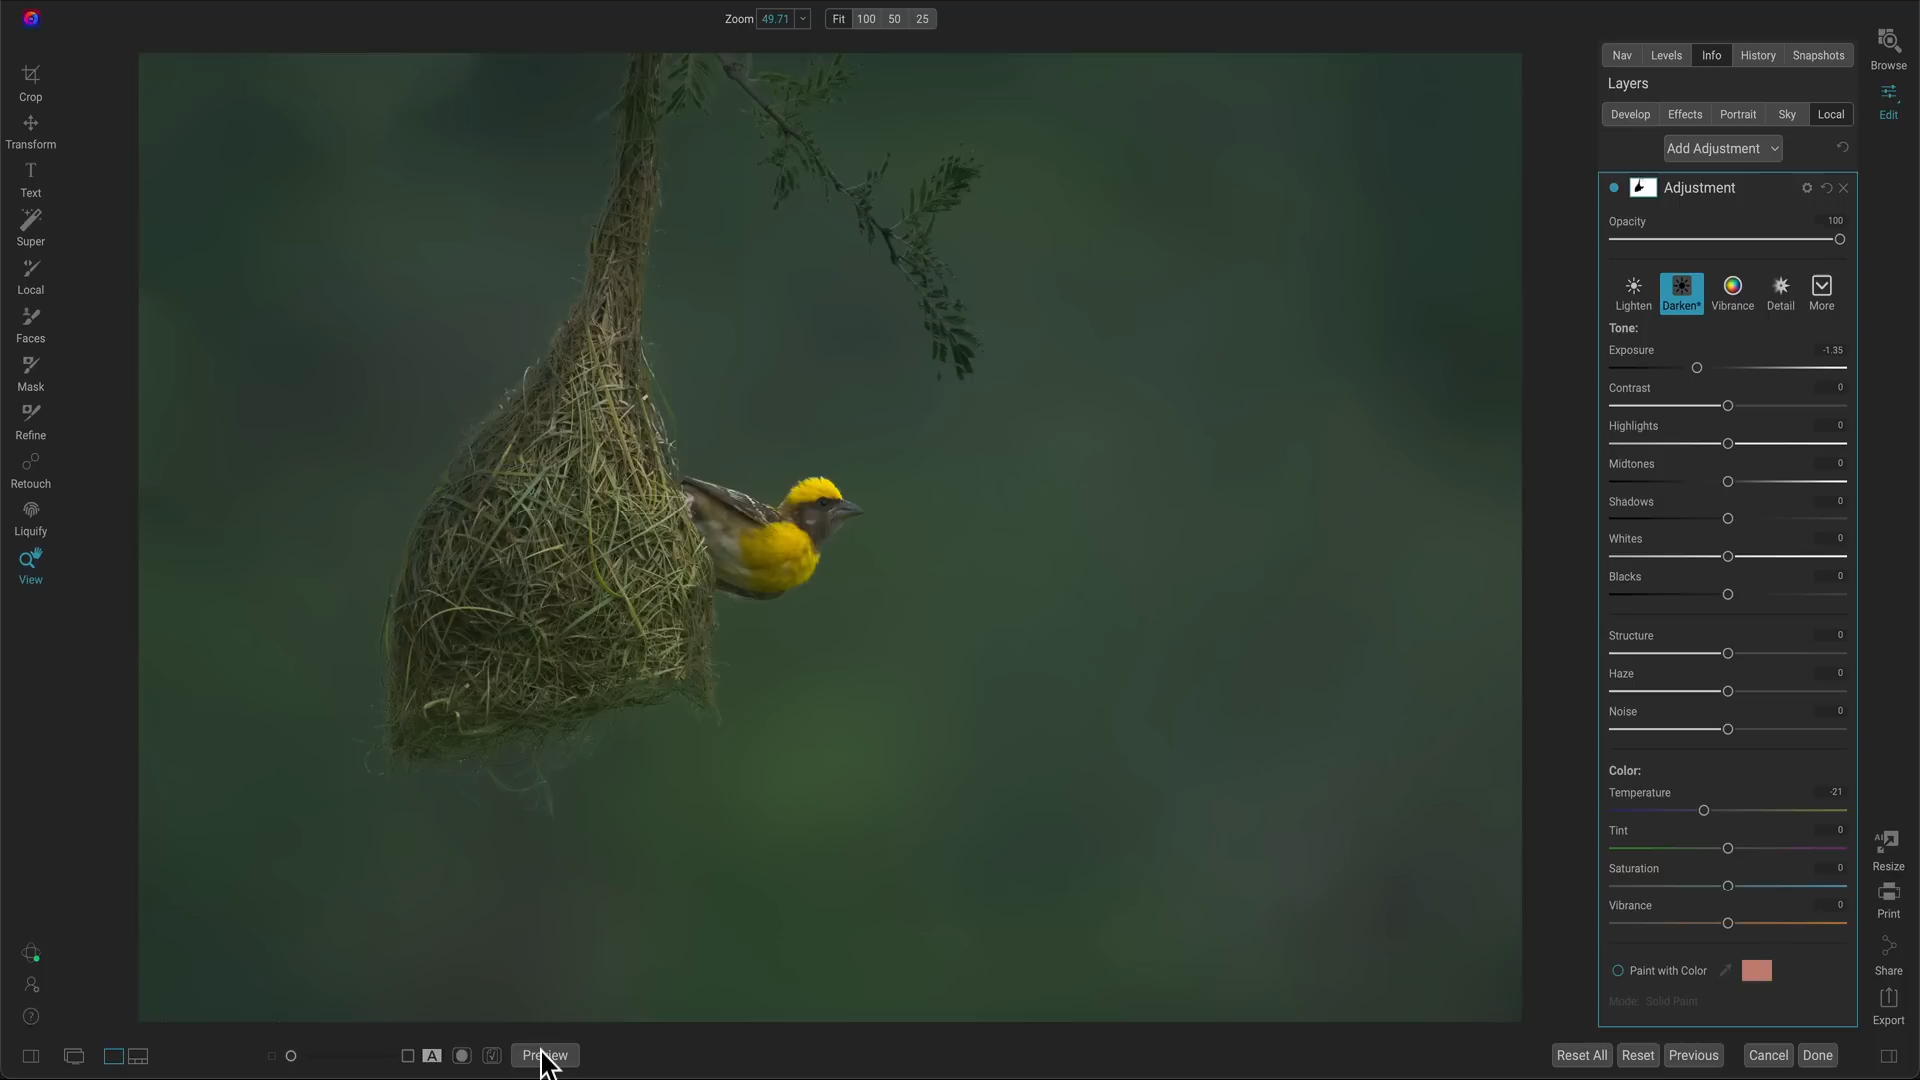 Zoom 49.71 Fit 100 50 25
Crop
Transform
Text
Super
Local
Faces
Mask
Refine
Retouch
Liquify
View
Nav Levels Info History Snapshots
Layers
Develop Effects Portrait Sky Local
Add Adjustment
Adjustment
Opacity 100
Lighten Darken* Vibrance Detail More
Tone:
Exposure -1.35
Contrast 0
Highlights 0
Midtones 0
Shadows 0
Whites 0
Blacks 0
Structure 0
Haze 0
Noise 0
Color:
Temperature -21
Tint 0
Saturation 0
Vibrance 0
Paint with Color
Mode: Solid Paint
Browse
Edit
AI
Resize
Print
Share
Export
A Preview
Reset All Reset Previous Cancel Done